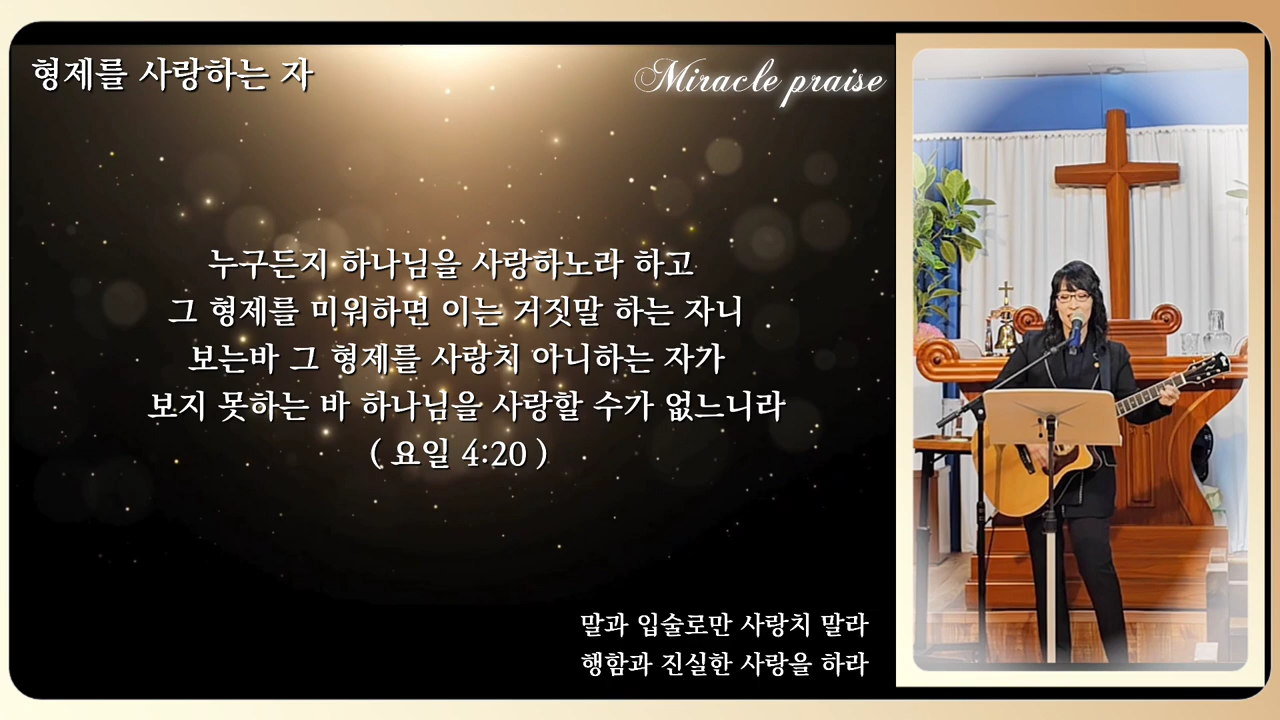 형제를 사랑하는 자
Miracle praise
누구든지 하나님을 사랑하노라 하고
그 형제를 미워하면 이는 거짓말 하는 자니
보는바 그 형제를 사랑치 아니하는 자가
보지 못하는 바 하나님을 사랑할 수가 없느니라
( 요일 4:20 )
말과 입술로만 사랑치 말라
행함과 진실한 사랑을 하라